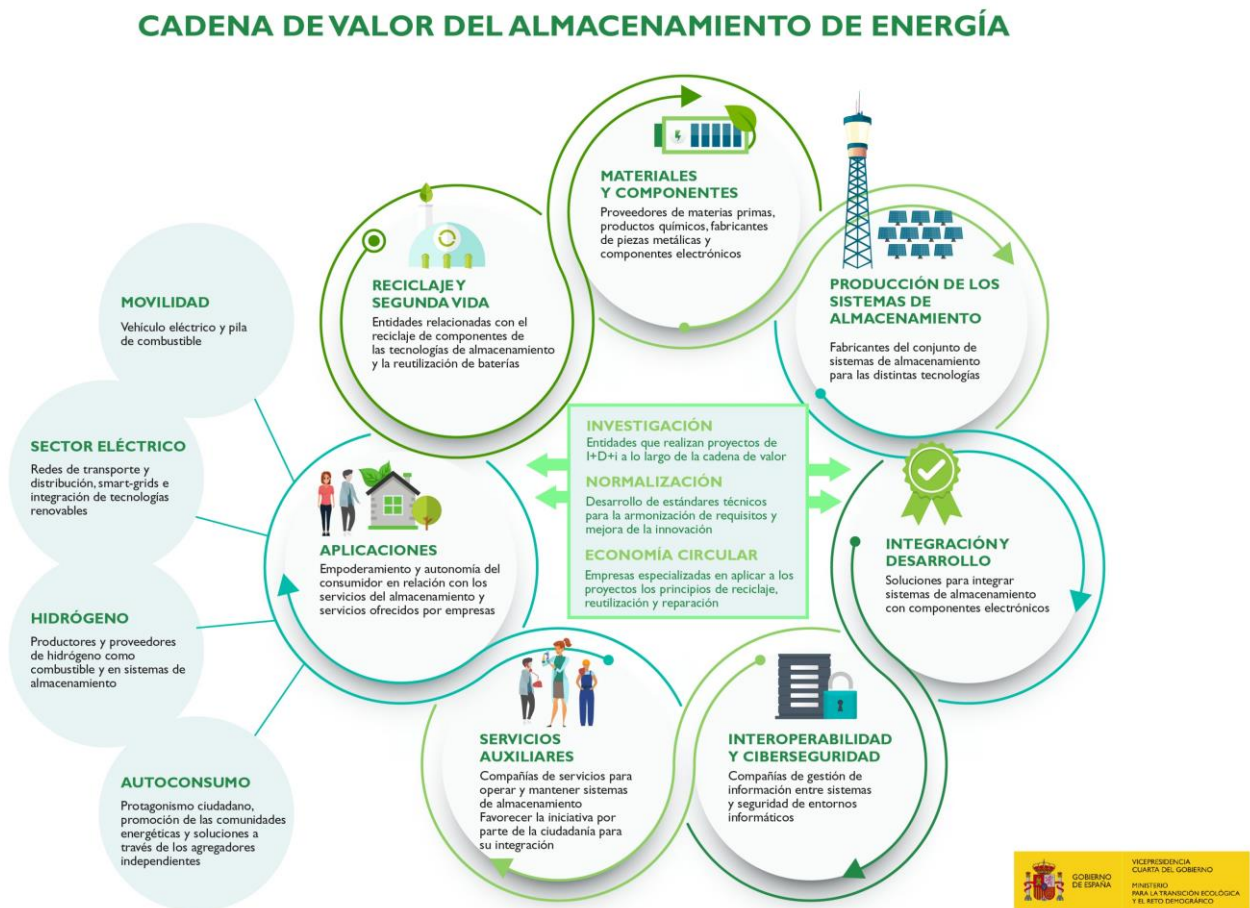 CADENA DE VALOR DEL ALMACENAMIENTO DE ENERGÍA
MATERIALES
Y COMPONENTES
Proveedores de materias primas,
productos químicos, fabricantes
de piezas metálicas y
componentes electrónicos
PRODUCCIÓN DE LOS
SISTEMAS DE
ALMACENAMIENTO
Fabricantes del conjunto de
sistemas de almacenamiento
para las distintas tecnologías
RECICLAJE Y
SEGUNDA VIDA
Entidades relacionadas con el
reciclaje de componentes de
las tecnologías de almacenamiento
y la reutilización de baterías
MOVILIDAD
Vehículo eléctrico y pila
de combustible
SECTOR ELÉCTRICO
Redes de transporte y
distribución, smart-grids e
integración de tecnologías
renovables
HIDRÓGENO
Productores y proveedores
de hidrógeno como
combustible y en sistemas de
almacenamiento
AUTOCONSUMO
Protagonismo ciudadano,
promoción de las comunidades
energéticas y soluciones a
través de los agregadores
independientes
APLICACIONES
Empoderamiento y autonomía del
consumidor en relación con los
servicios del almacenamiento y
servicios ofrecidos por empresas
INVESTIGACIÓN
Entidades que realizan proyectos de
I+D+i a lo largo de la cadena de valor
NORMALIZACIÓN
Desarrollo de estándares técnicos
para la armonización de requisitos y
mejora de la innovación
ECONOMÍA CIRCULAR
Empresas especializadas en aplicar a los
proyectos los principios de reciclaje,
reutilización y reparación
INTEGRACIÓN Y
DESARROLLO
Soluciones para integrar
sistemas de almacenamiento
con componentes electrónicos
SERVICIOS
AUXILIARES
Compañías de servicios para
operar y mantener sistemas
de almacenamiento
Favorecer la iniciativa por
parte de la ciudadanía para
su integración
INTEROPERABILIDAD
Y CIBERSEGURIDAD
Compañías de gestión de
información entre sistemas
y seguridad de entornos
informáticos
GOBIERNO
DE ESPAÑA
VICEPRESIDENCIA
CUARTA DEL GOBIERNO
MINISTERIO
PARA LA TRANSICIÓN ECOLÓGICA
Y EL RETO DEMOGRÁFICO